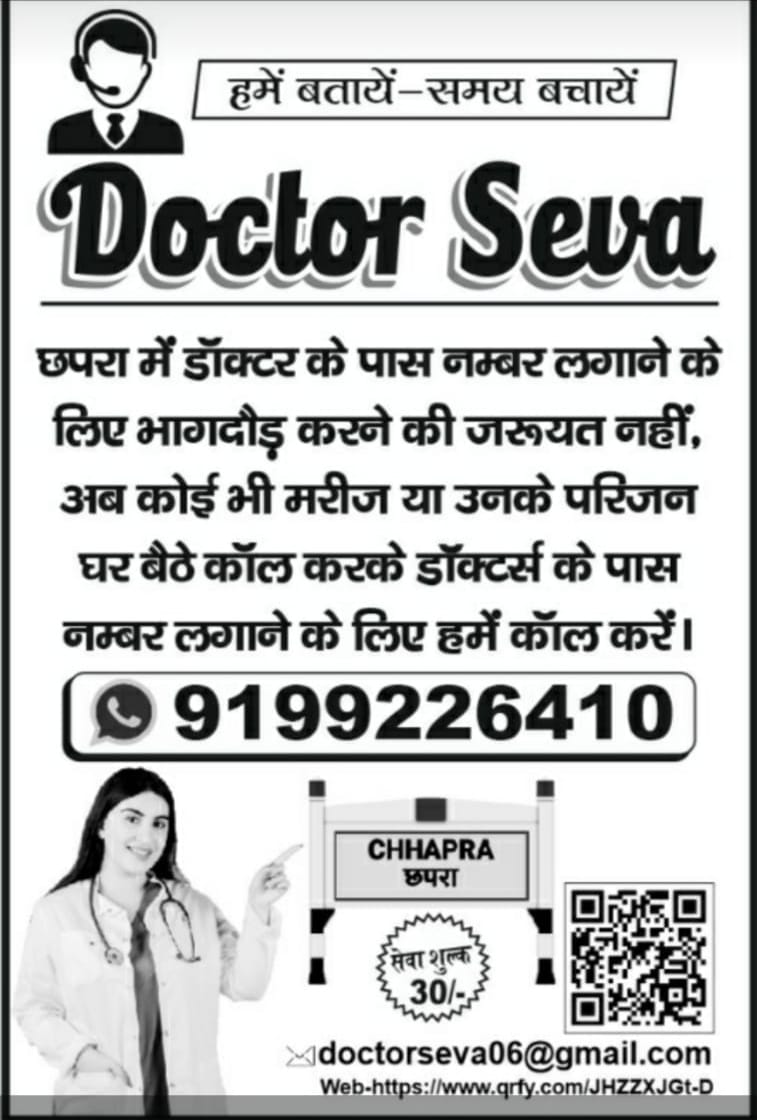 हमें बतायें-समय बचायें
Doctor Seva
छपरा में डॉक्टर के पास नम्बर लगाने के
लिए भागदौड़ करने की जरूयत नहीं,
अब कोई भी मरीज या उनके परिजन
घर बैठे कॉल करके डॉक्टर्स के पास
नम्बर लगाने के लिए हमें कॉल करें।
9199226410
CHHAPRA
छपरा
सेवा शुल्क
30/-
doctorseva06@gmail.com
Web-https://www.qrfy.com/JHZZXJGt-D